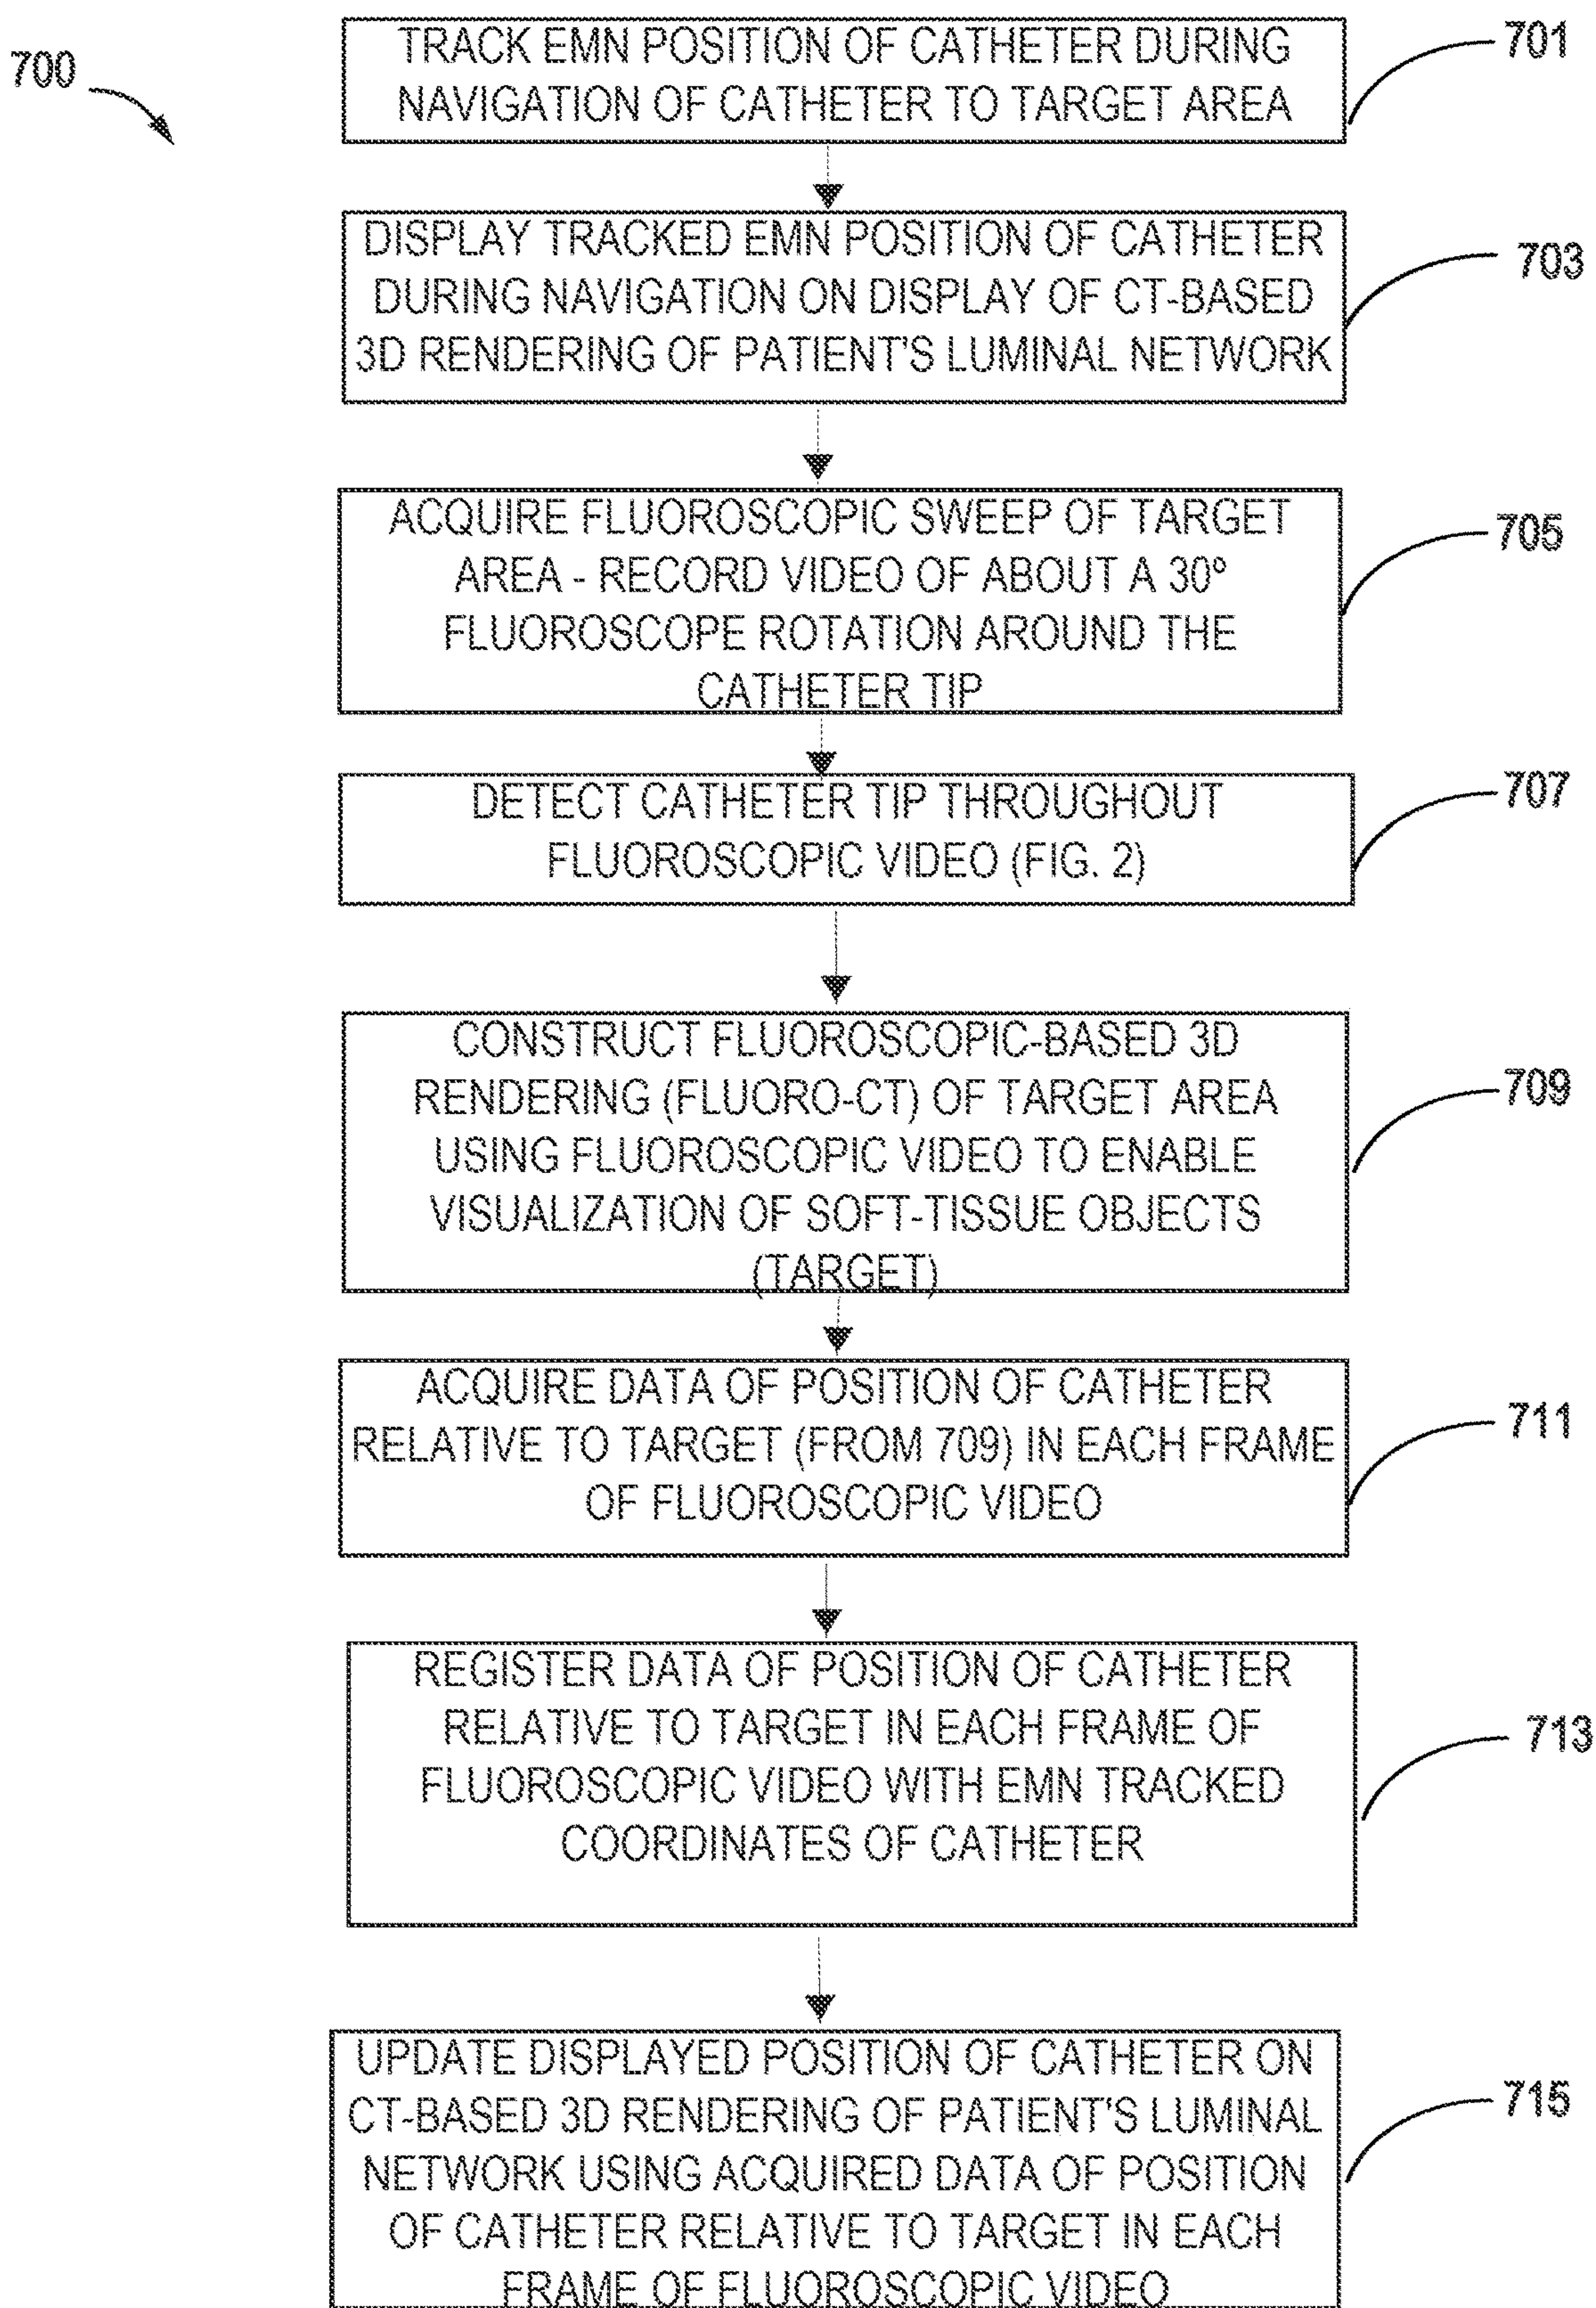 700
TRACK EMN POSITION OF CATHETER DURING
NAVIGATION OF CATHETER TO TARGET AREA
701
DISPLAY TRACKED EMN POSITION OF CATHETER
DURING NAVIGATION ON DISPLAY OF CT-BASED
3D RENDERING OF PATIENT'S LUMINAL NETWORK
703
ACQUIRE FLUOROSCOPIC SWEEP OF TARGET
AREA - RECORD VIDEO OF ABOUT A 30º
FLUOROSCOPE ROTATION AROUND THE
CATHETER TIP
705
DETECT CATHETER TIP THROUGHOUT
FLUOROSCOPIC VIDEO (FIG. 2)
707
CONSTRUCT FLUOROSCOPIC-BASED 3D
RENDERING (FLUORO-CT) OF TARGET AREA
USING FLUOROSCOPIC VIDEO TO ENABLE
VISUALIZATION OF SOFT-TISSUE OBJECTS
(TARGET)
709
ACQUIRE DATA OF POSITION OF CATHETER
RELATIVE TO TARGET (FROM 709) IN EACH FRAME
OF FLUOROSCOPIC VIDEO
711
REGISTER DATA OF POSITION OF CATHETER
RELATIVE TO TARGET IN EACH FRAME OF
FLUOROSCOPIC VIDEO WITH EMN TRACKED
COORDINATES OF CATHETER
713
UPDATE DISPLAYED POSITION OF CATHETER ON
CT-BASED 3D RENDERING OF PATIENT'S LUMINAL
NETWORK USING ACQUIRED DATA OF POSITION
OF CATHETER RELATIVE TO TARGET IN EACH
FRAME OF FLUOROSCOPIC VIDEO
715